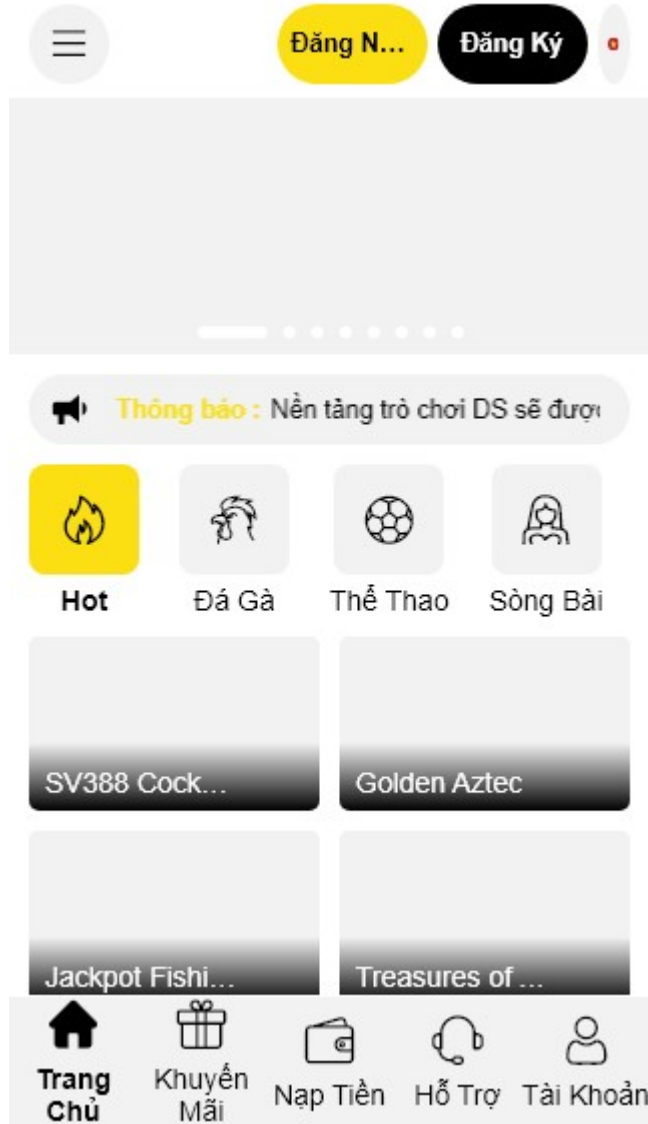 Đăng N... Đăng Ký
Thông báo : Nền tảng trò chơi DS sẽ được
Hot Đá Gà Thể Thao Sòng Bài
SV388 Cock... Golden Aztec
Jackpot Fishi... Treasures of ...
Trang Chủ
Khuyến Mãi
Nạp Tiền
Hỗ Trợ
Tài Khoản